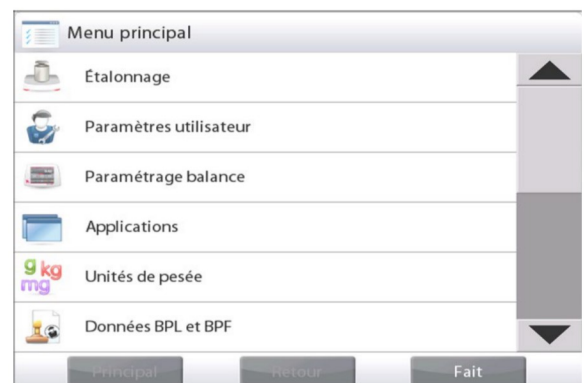 Menu principal
Étalonnage
Paramètres utilisateur
Paramétrage balance
Applications
g kg
mg
Unités de pesée
Données BPL et BPF
Principal Retour Fait